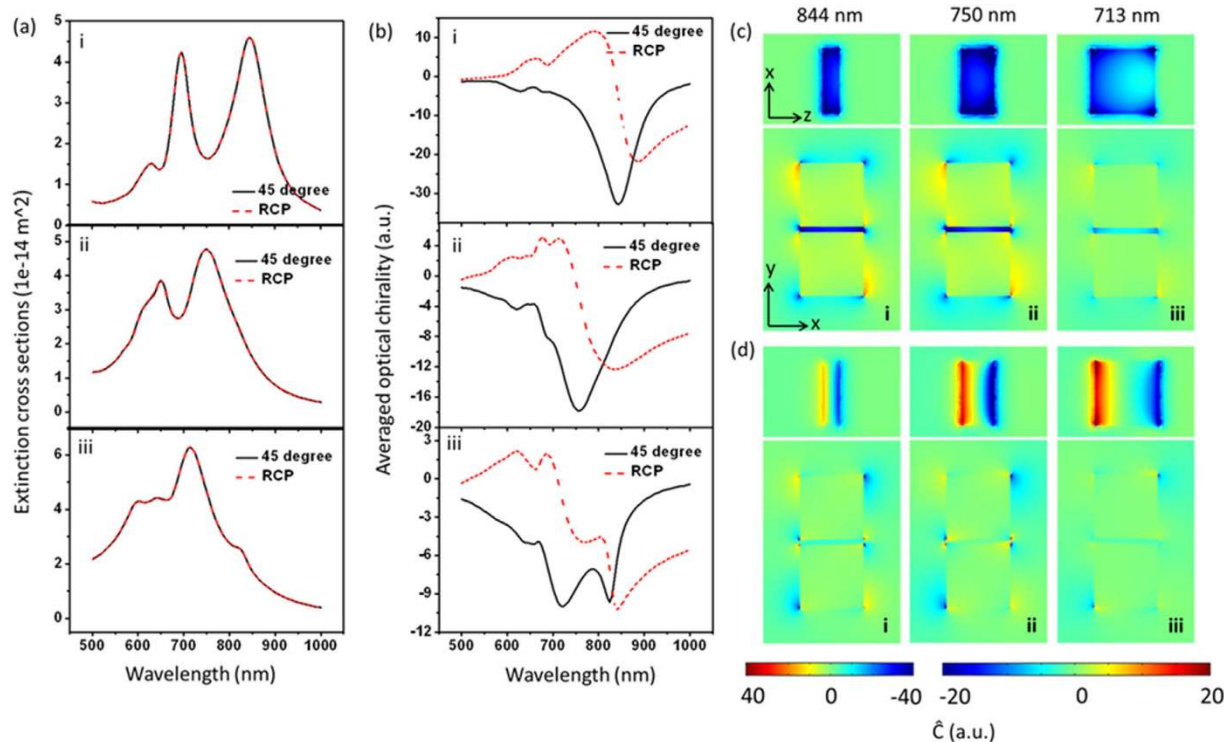 (a)
i
5
4
3
2
1
0
45 degree
RCP
ii
5
4
3
2
1
0
45 degree
RCP
iii
6
4
2
0
45 degree
RCP
500 600 700 800 900 1000
Wavelength (nm)
Extinction cross sections (1e-14 m^2)
(b)
i
10
0
-10
-20
-30
45 degree
RCP
ii
4
0
-4
-8
-12
-16
-20
45 degree
RCP
iii
3
0
-3
-6
-9
-12
45 degree
RCP
500 600 700 800 900 1000
Wavelength (nm)
Averaged optical chirality (a.u.)
844 nm 750 nm 713 nm
(c)
x
z
y
x
i ii iii
(d)
i ii iii
40 0 -40 -20 0 20
Ĉ (a.u.)